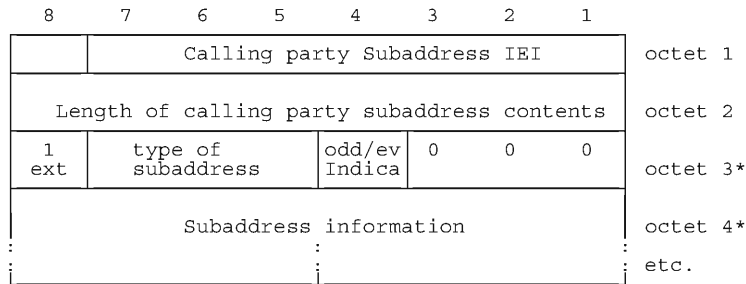 8 7 6 5 4 3 2 1
Calling party Subaddress IEI octet 1
Length of calling party subaddress contents octet 2
1 type of odd/ev 0 0 0
ext subaddress Indica octet 3*
Subaddress information octet 4*
etc.